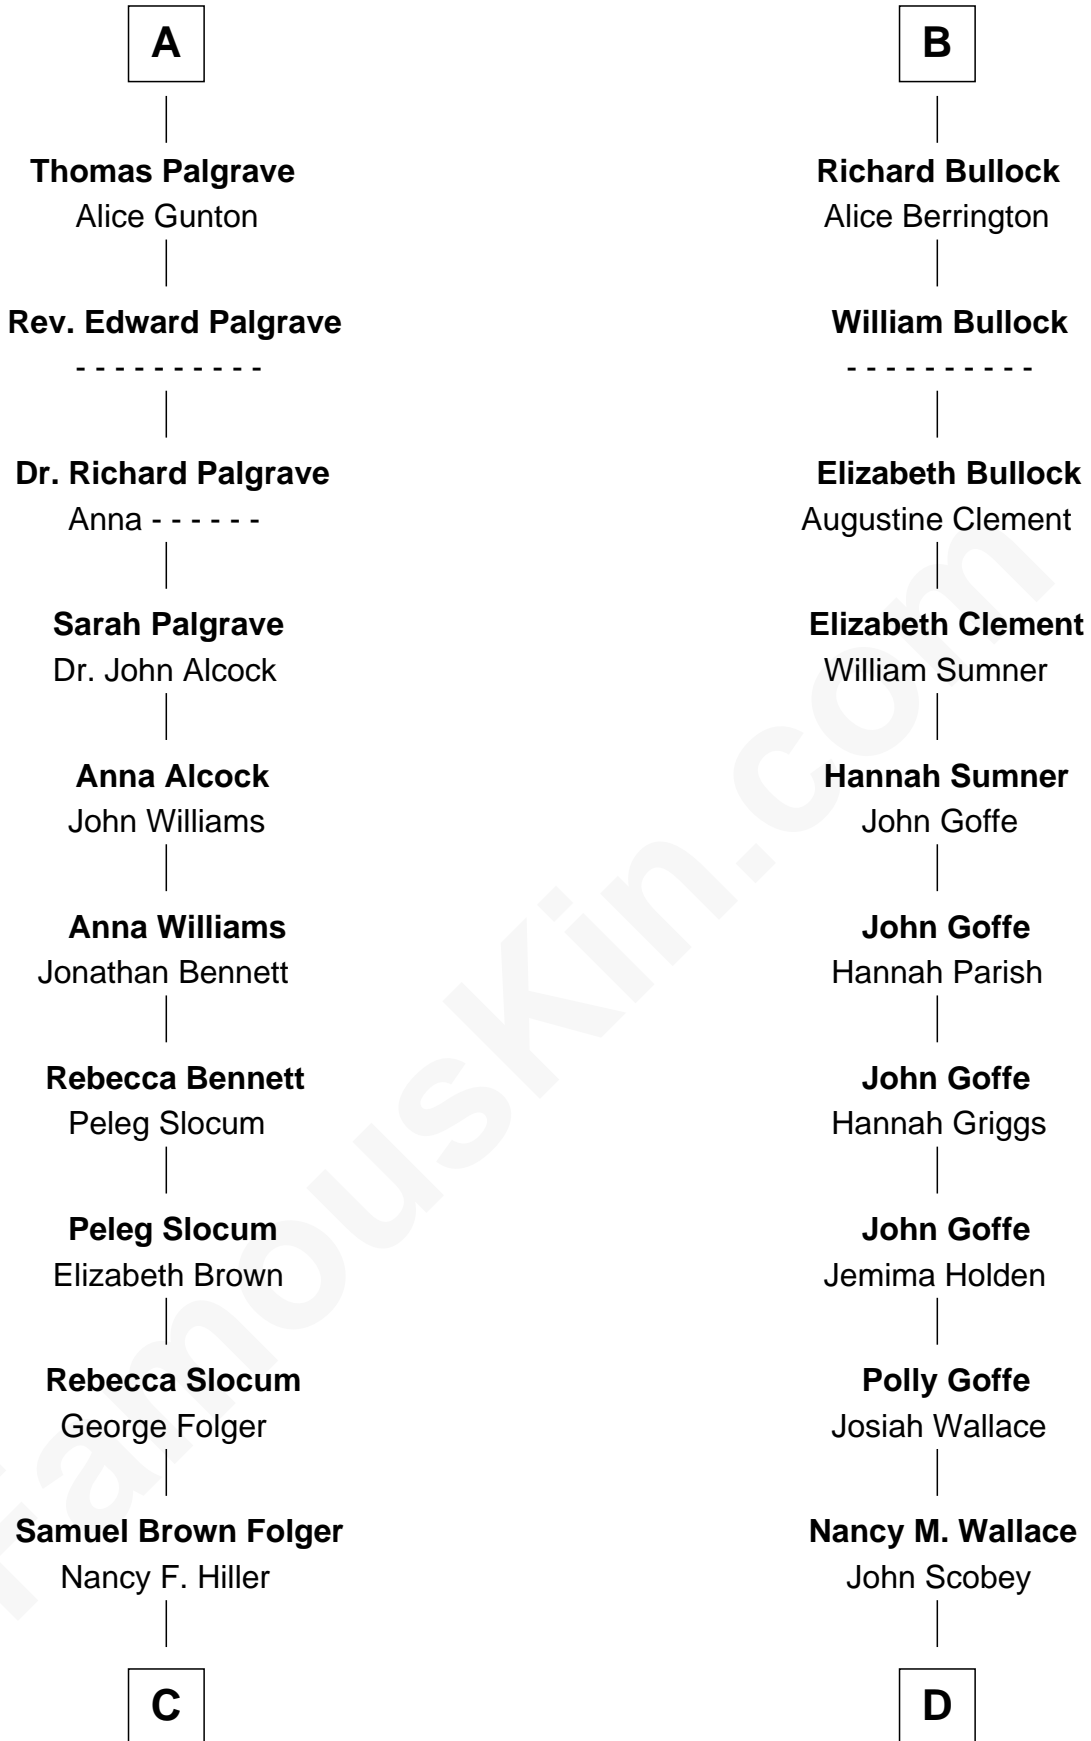 A
Thomas Palgrave
Alice Gunton
Rev. Edward Palgrave
- - - - - - - - - -
Dr. Richard Palgrave
Anna - - - - - -
Sarah Palgrave
Dr. John Alcock
Anna Alcock
John Williams
Anna Williams
Jonathan Bennett
Rebecca Bennett
Peleg Slocum
Peleg Slocum
Elizabeth Brown
Rebecca Slocum
George Folger
Samuel Brown Folger
Nancy F. Hiller
C
B
Richard Bullock
Alice Berrington
William Bullock
- - - - - - - - - -
Elizabeth Bullock
Augustine Clement
Elizabeth Clement
William Sumner
Hannah Sumner
John Goffe
John Goffe
Hannah Parish
John Goffe
Hannah Griggs
John Goffe
Jemima Holden
Polly Goffe
Josiah Wallace
Nancy M. Wallace
John Scobey
D
FamousKin.com